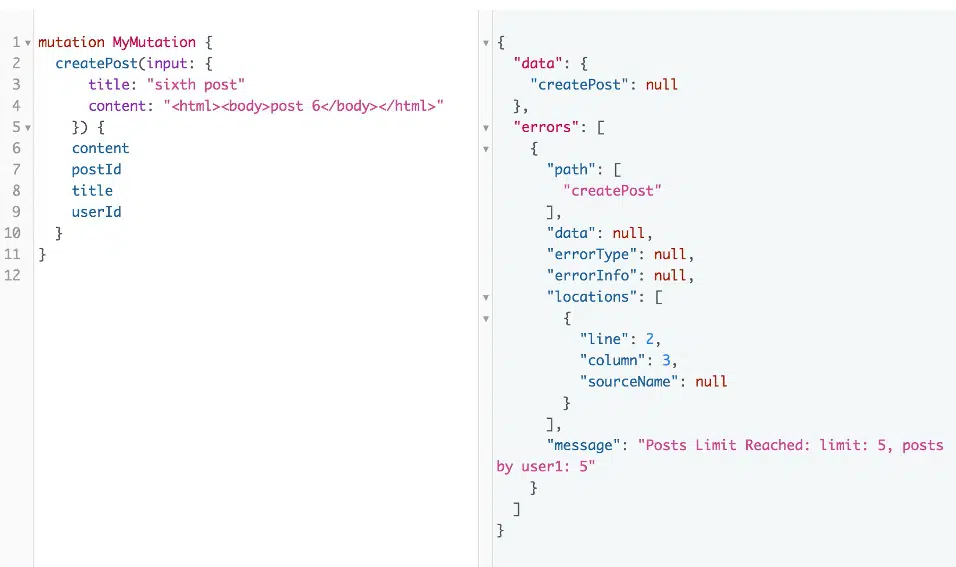 1 mutation MyMutation {
2 createPost(input: {
3 title: "sixth post"
4 content: "<html><body>post 6</body></html>"
5 }) {
6 content
7 postId
8 title
9 userId
10 }
11 }
12
{
"data": {
"createPost": null
},
"errors": [
{
"path": [
"createPost"
],
"data": null,
"errorType": null,
"errorInfo": null,
"locations": [
{
"line": 2,
"column": 3,
"sourceName": null
}
],
"message": "Posts Limit Reached: limit: 5, posts
by user1: 5"
}
]
}